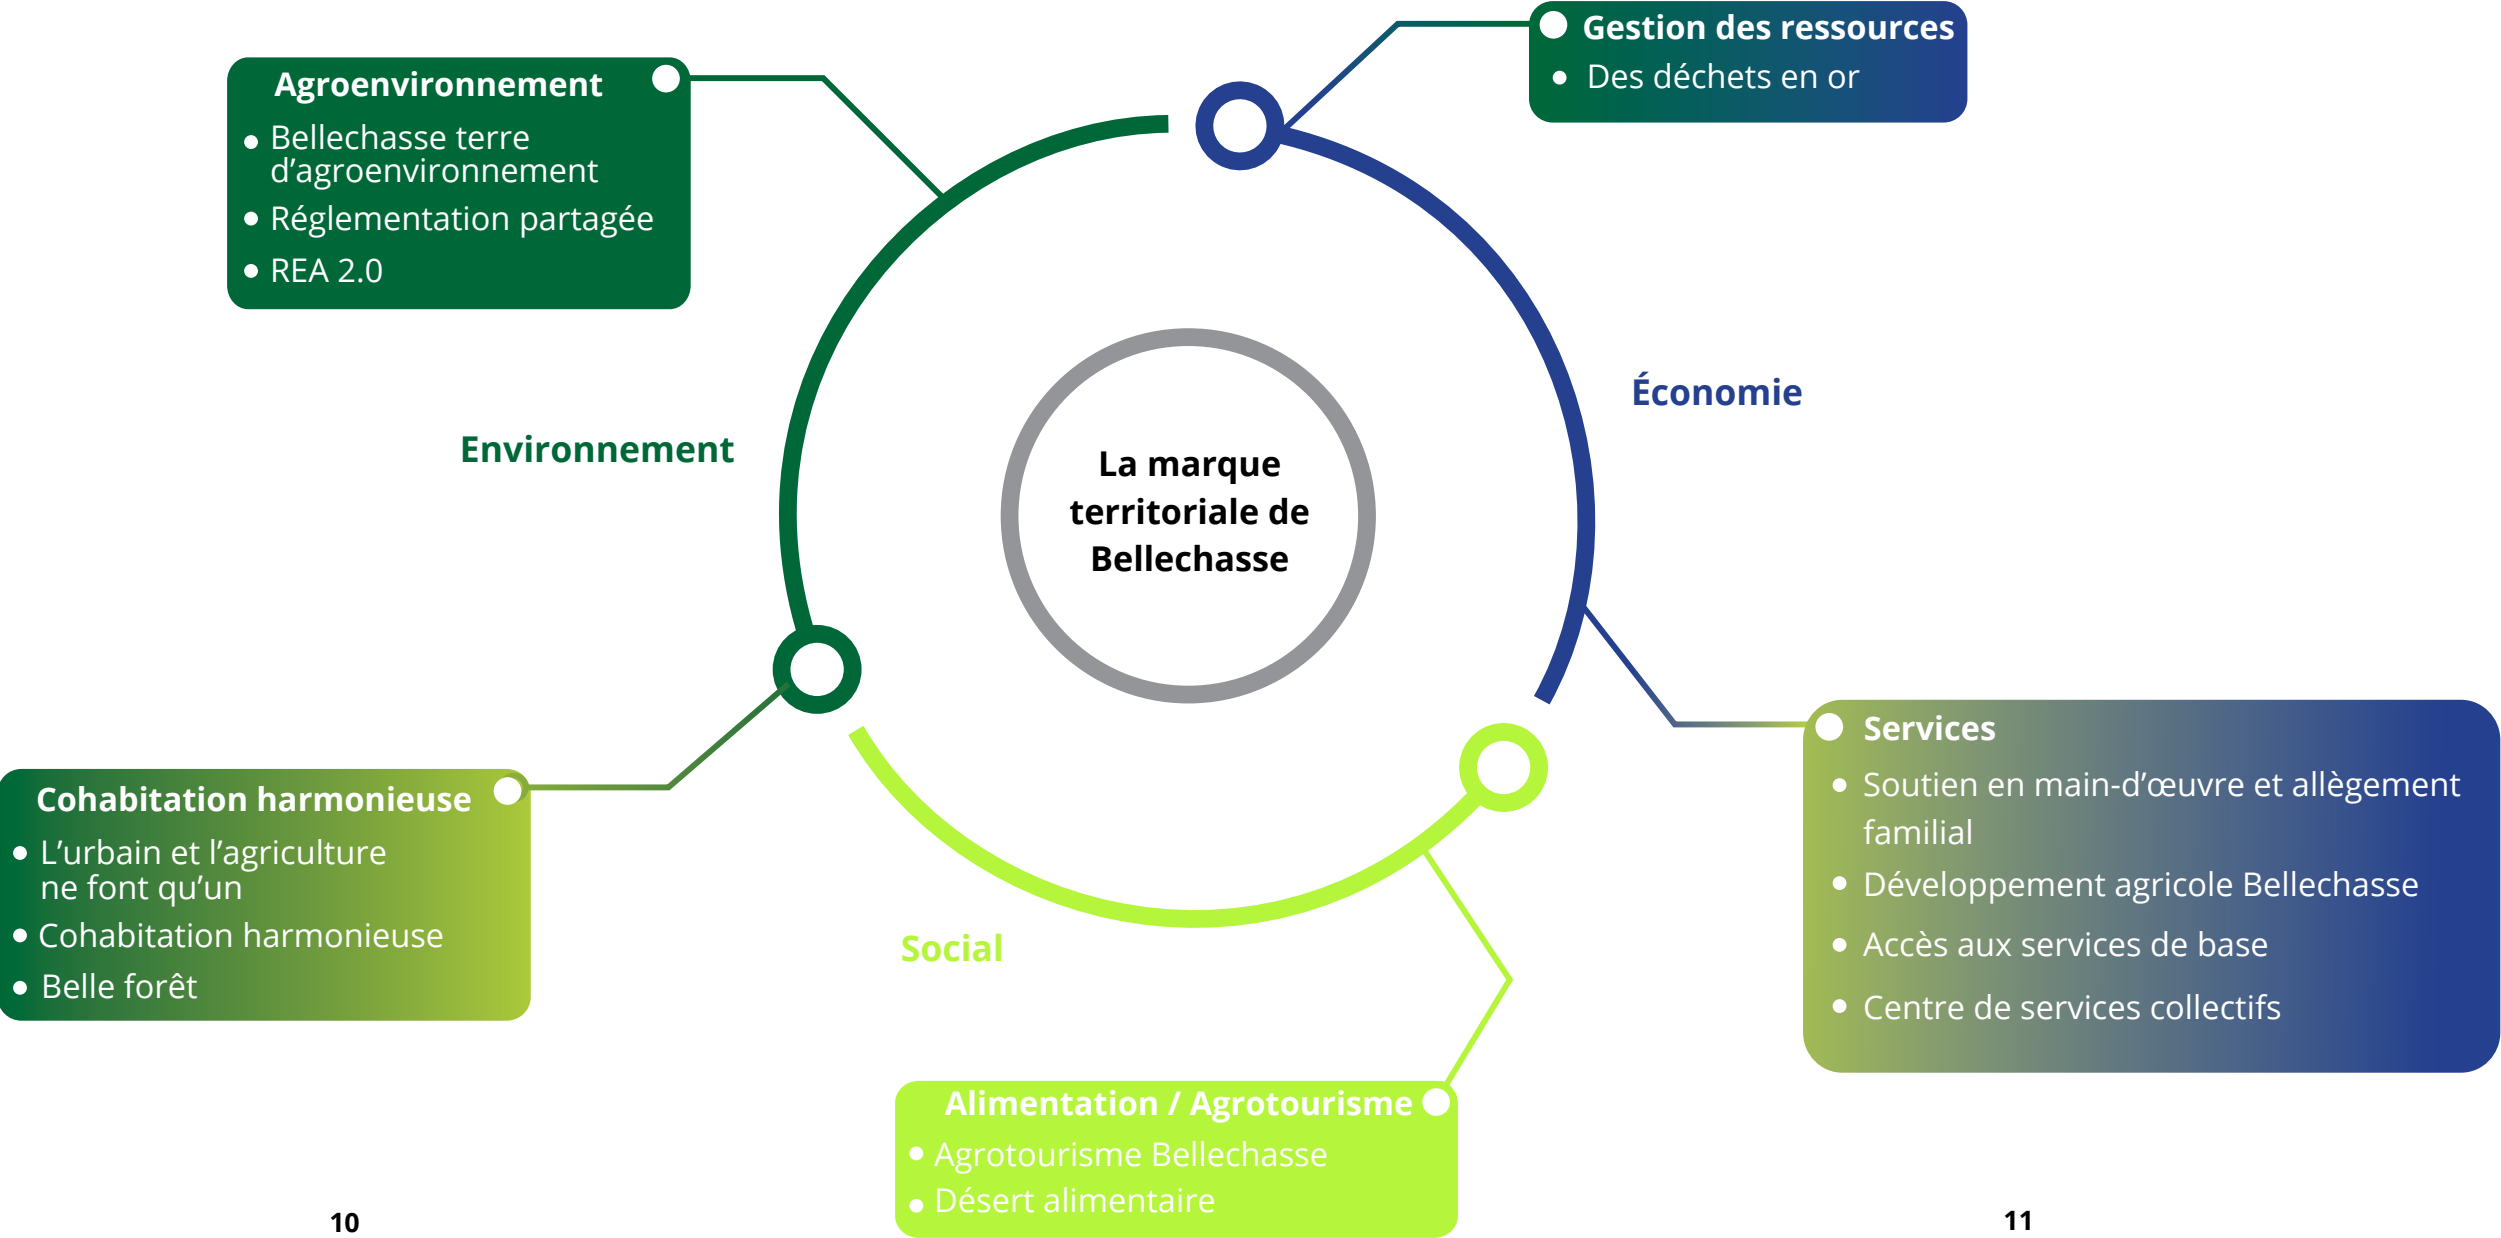 Gestion des ressources
Des déchets en or
Agroenvironnement
Bellechasse terre
d’agroenvironnement
Réglementation partagée
REA 2.0
Économie
Environnement
La marque
territoriale de
Bellechasse
Services
Soutien en main-d’œuvre et allègement
familial
Développement agricole Bellechasse
Accès aux services de base
Centre de services collectifs
Cohabitation harmonieuse
L’urbain et l’agriculture
ne font qu’un
Cohabitation harmonieuse
Belle forêt
Social
Alimentation / Agrotourisme
Agrotourisme Bellechasse
Désert alimentaire
10
11